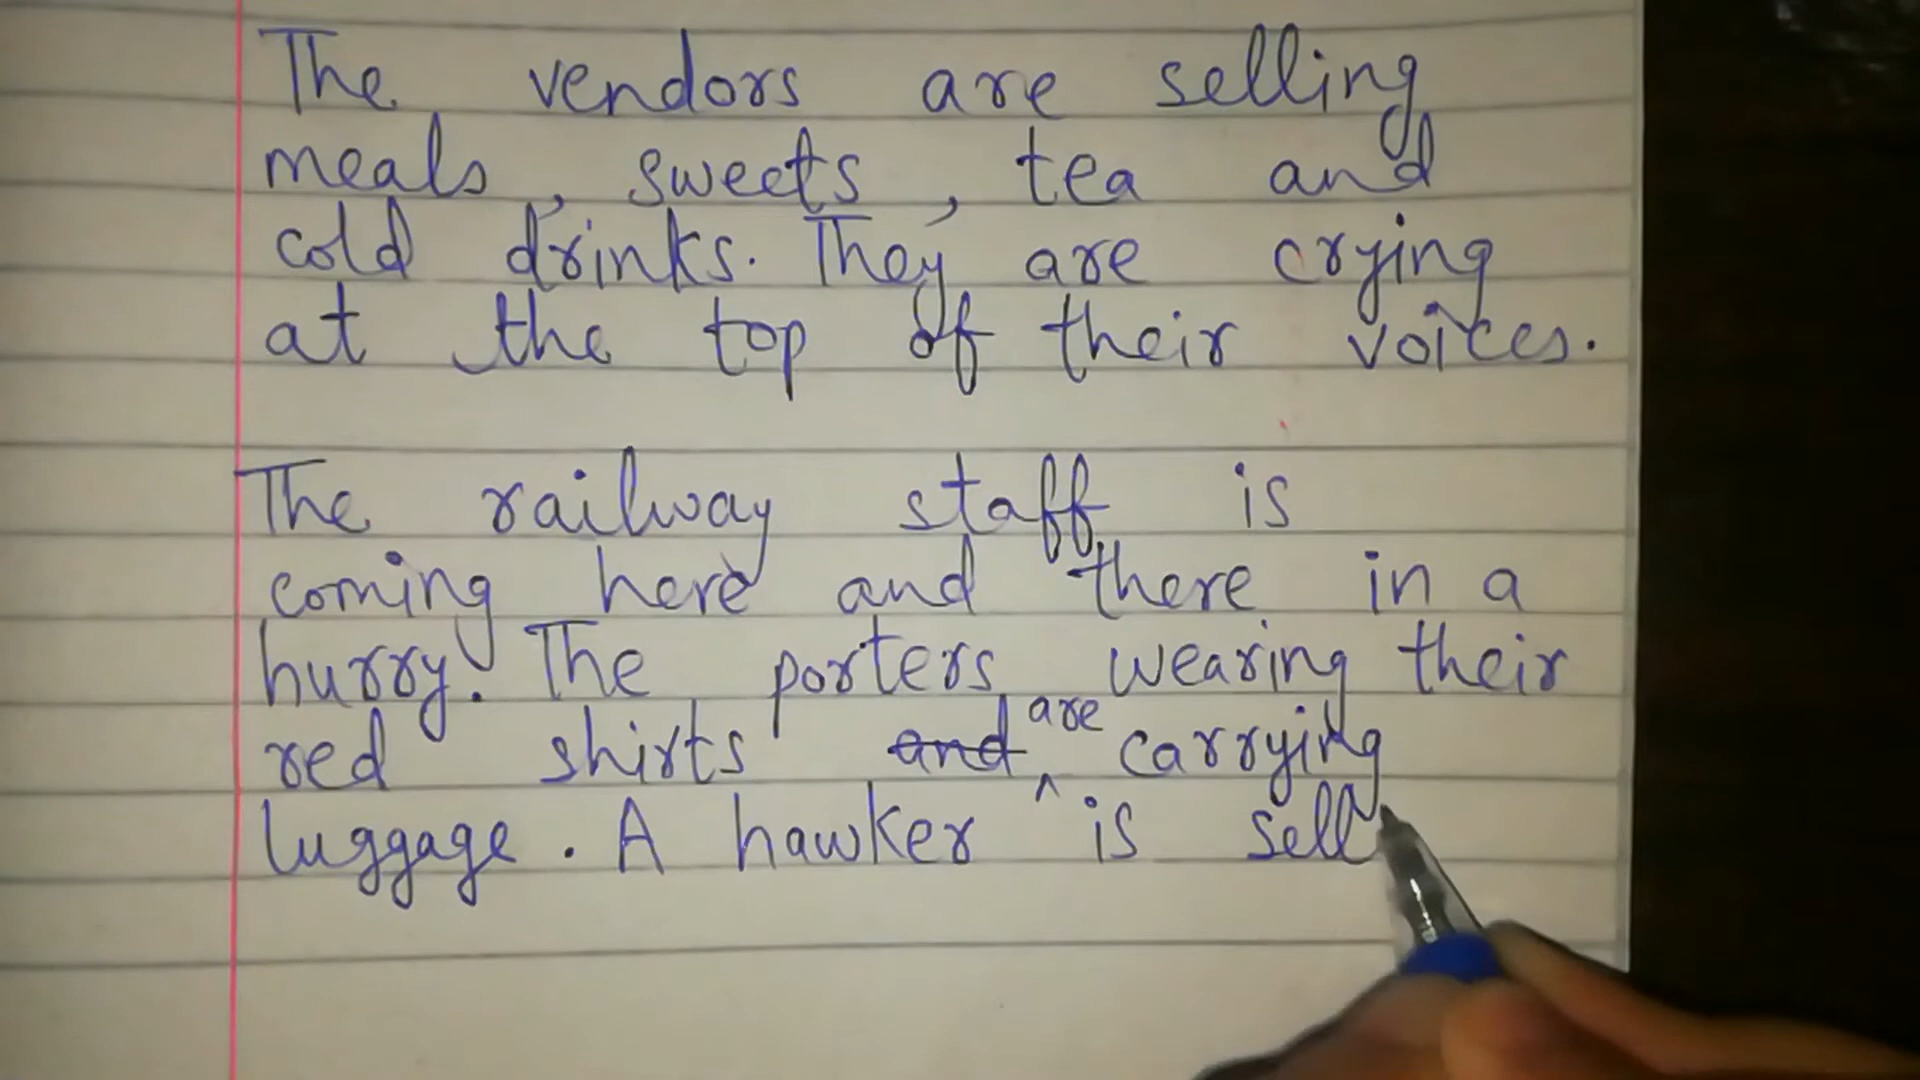 The vendors are selling
meals, sweets, tea and
cold drinks. They are crying
at the top of their voices.
The railway staff is
coming here and there in a
hurry. The porters wearing their
red shirts and ^are carrying
luggage. A hawker is sell